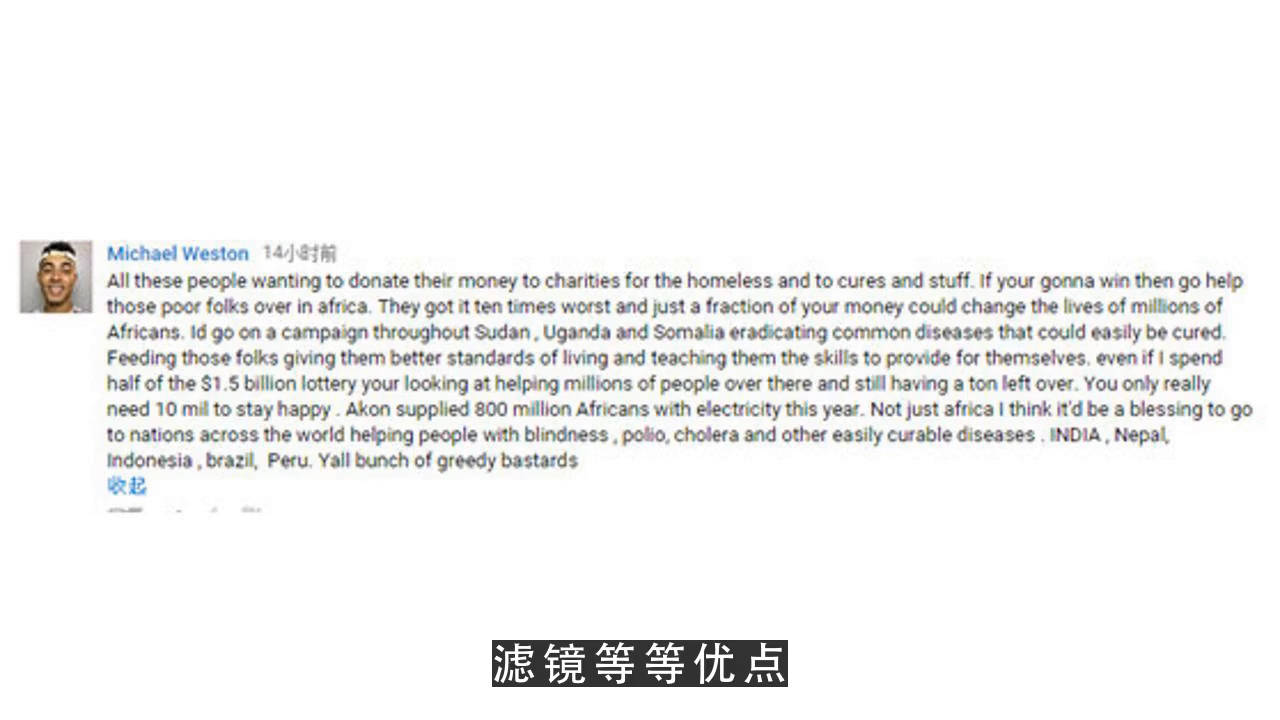 Michael Weston 14小时前
All these people wanting to donate their money to charities for the homeless and to cures and stuff. If your gonna win then go help
those poor folks over in africa. They got it ten times worst and just a fraction of your money could change the lives of millions of
Africans. Id go on a campaign throughout Sudan , Uganda and Somalia eradicating common diseases that could easily be cured.
Feeding those folks giving them better standards of living and teaching them the skills to provide for themselves. even if I spend
half of the $1.5 billion lottery your looking at helping millions of people over there and still having a ton left over. You only really
need 10 mil to stay happy . Akon supplied 800 million Africans with electricity this year. Not just africa I think it'd be a blessing to go
to nations across the world helping people with blindness , polio, cholera and other easily curable diseases . INDIA , Nepal,
Indonesia , brazil, Peru. Yall bunch of greedy bastards
收起
滤镜等等优点